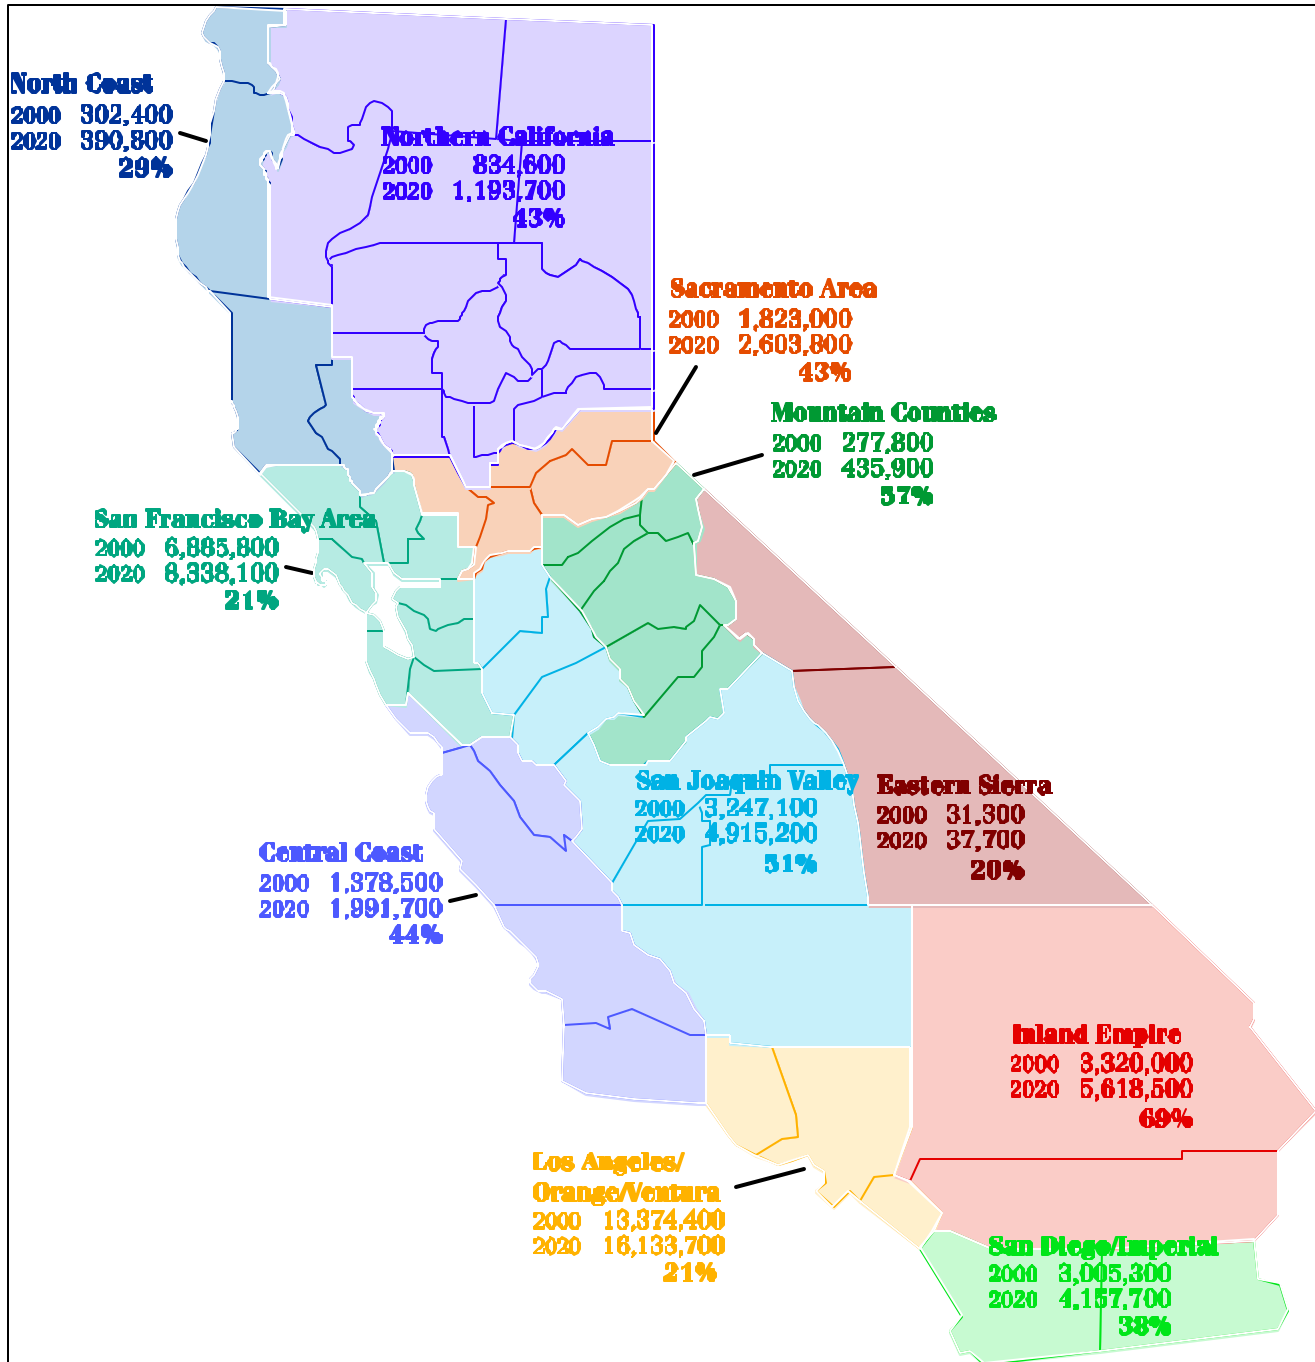 North Coast
2000 302,400
2020 390,800
29%
Northern California
2000 834,600
2020 1,193,700
43%
Sacramento Area
2000 1,823,000
2020 2,603,800
43%
Mountain Counties
2000 277,800
2020 435,900
57%
San Francisco Bay Area
2000 6,885,800
2020 8,338,100
21%
San Joaquin Valley
2000 3,247,100
2020 4,915,200
51%
Eastern Sierra
2000 31,300
2020 37,700
20%
Central Coast
2000 1,378,500
2020 1,991,700
44%
Inland Empire
2000 3,320,000
2020 5,618,500
69%
Los Angeles/
Orange/Ventura
2000 13,374,400
2020 16,133,700
21%
San Diego/Imperial
2000 3,005,300
2020 4,157,700
38%